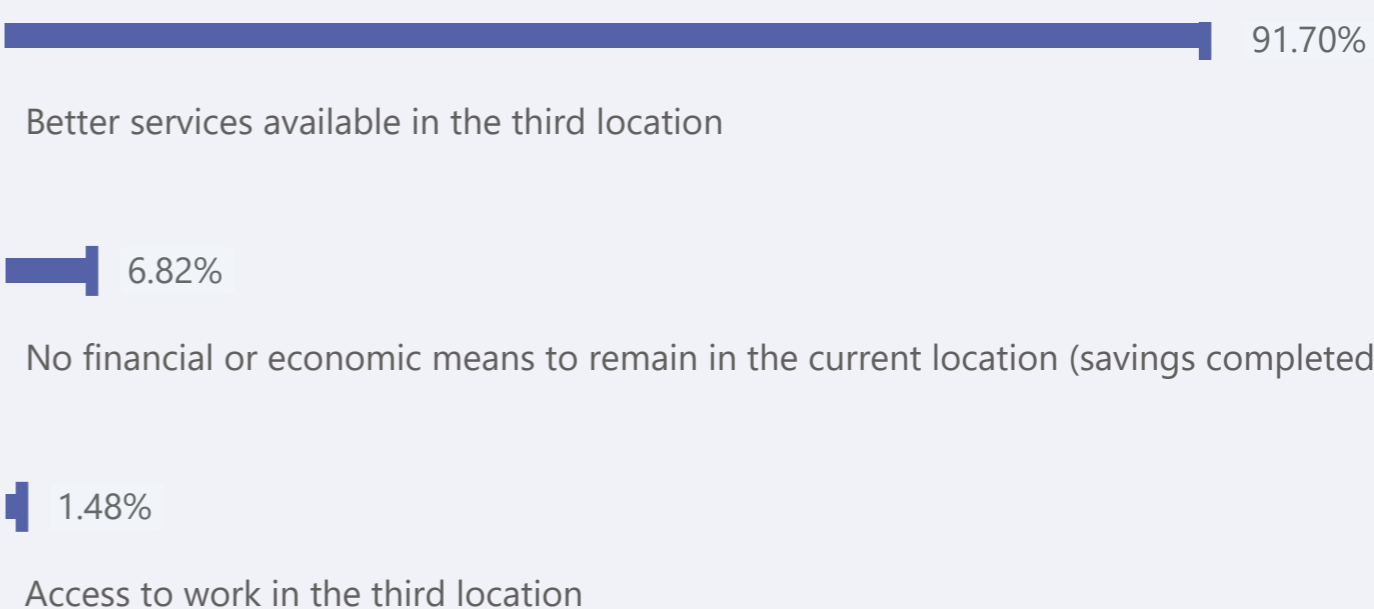 91.70%
Better services available in the third location
6.82%
No financial or economic means to remain in the current location (savings completed
1.48%
Access to work in the third location